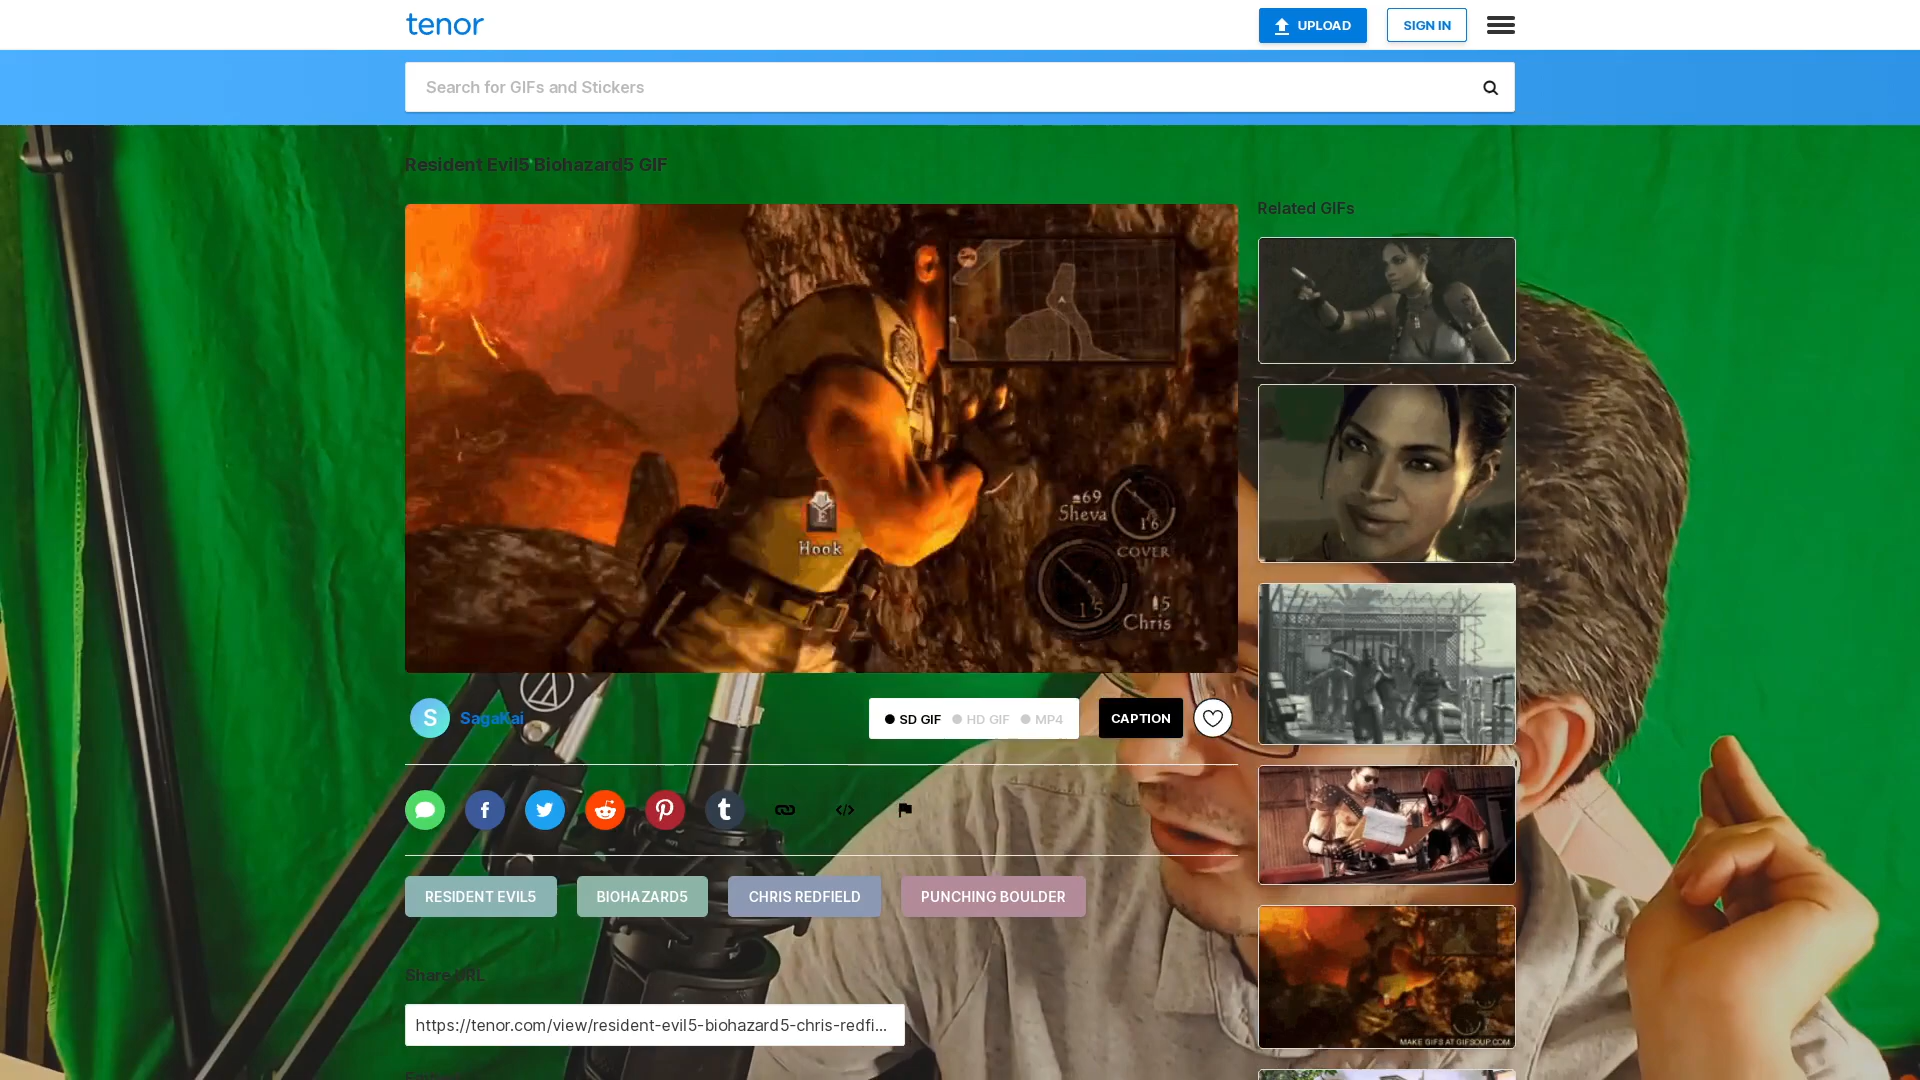 tenor
UPLOAD
SIGN IN
Search for GIFs and Stickers
Resident Evil5 Biohazard5 GIF
Related GIFs
69
Sheva
16
COVER
E
Hook
15
15
Chris
S
SagaKai
SD GIF
HD GIF
MP4
CAPTION
RESIDENT EVIL5
BIOHAZARD5
CHRIS REDFIELD
PUNCHING BOULDER
Share URL
https://tenor.com/view/resident-evil5-biohazard5-chris-redfi...
MAKE GIFS AT GIFSOUP.COM